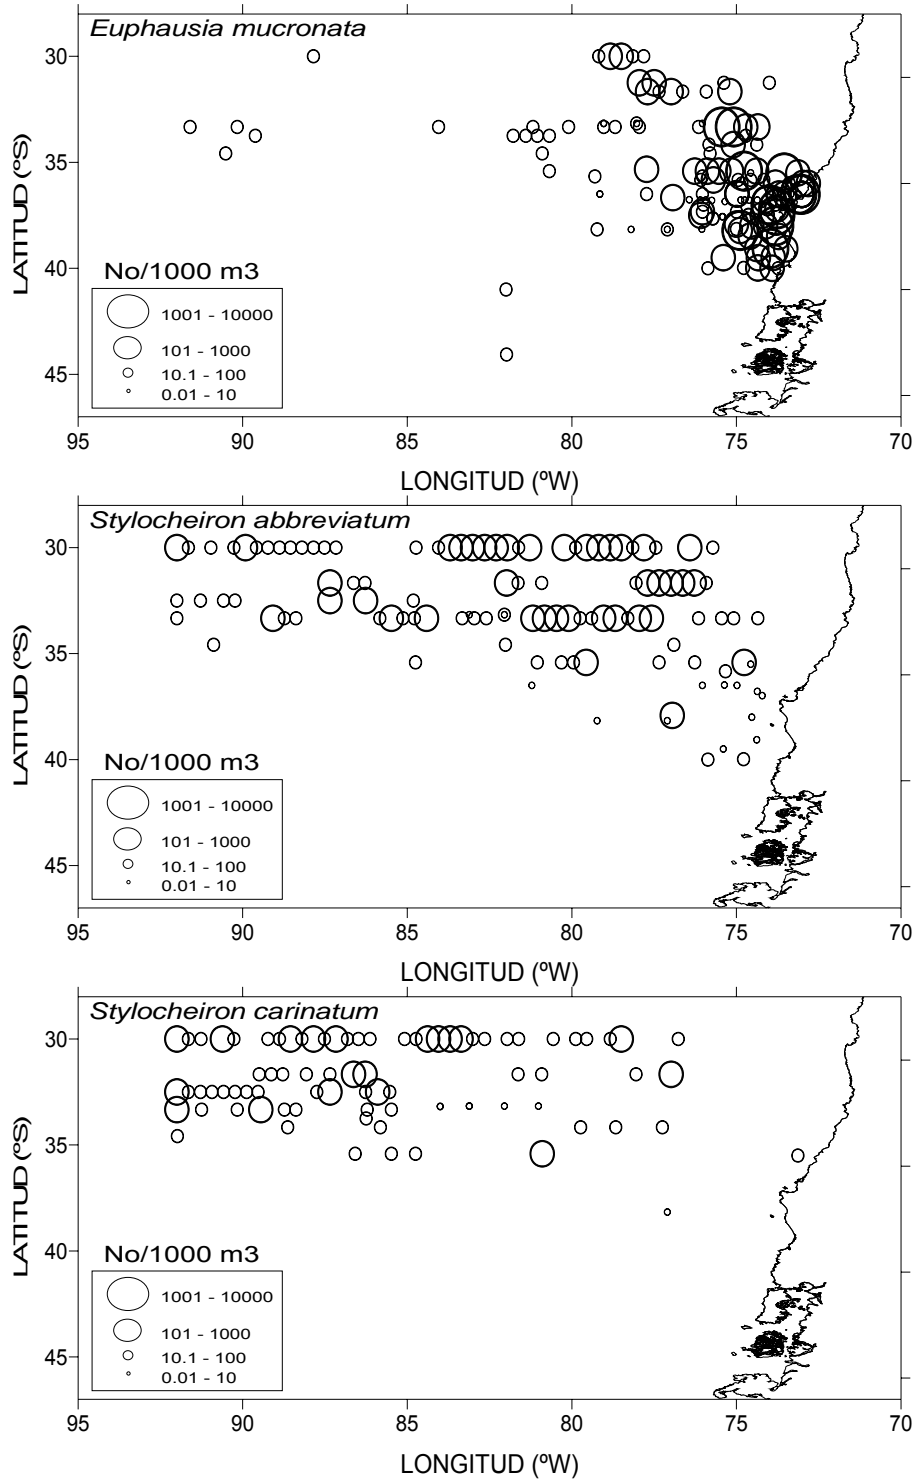 Euphausia mucronata
30
35
40
45
LATITUD (ºS)
No/1000 m3
1001 - 10000
101 - 1000
10.1 - 100
0.01 - 10
95 90 85 80 75 70
LONGITUD (ºW)
Stylocheiron abbreviatum
30
35
40
45
LATITUD (ºS)
No/1000 m3
1001 - 10000
101 - 1000
10.1 - 100
0.01 - 10
95 90 85 80 75 70
LONGITUD (ºW)
Stylocheiron carinatum
30
35
40
45
LATITUD (ºS)
No/1000 m3
1001 - 10000
101 - 1000
10.1 - 100
0.01 - 10
95 90 85 80 75 70
LONGITUD (ºW)